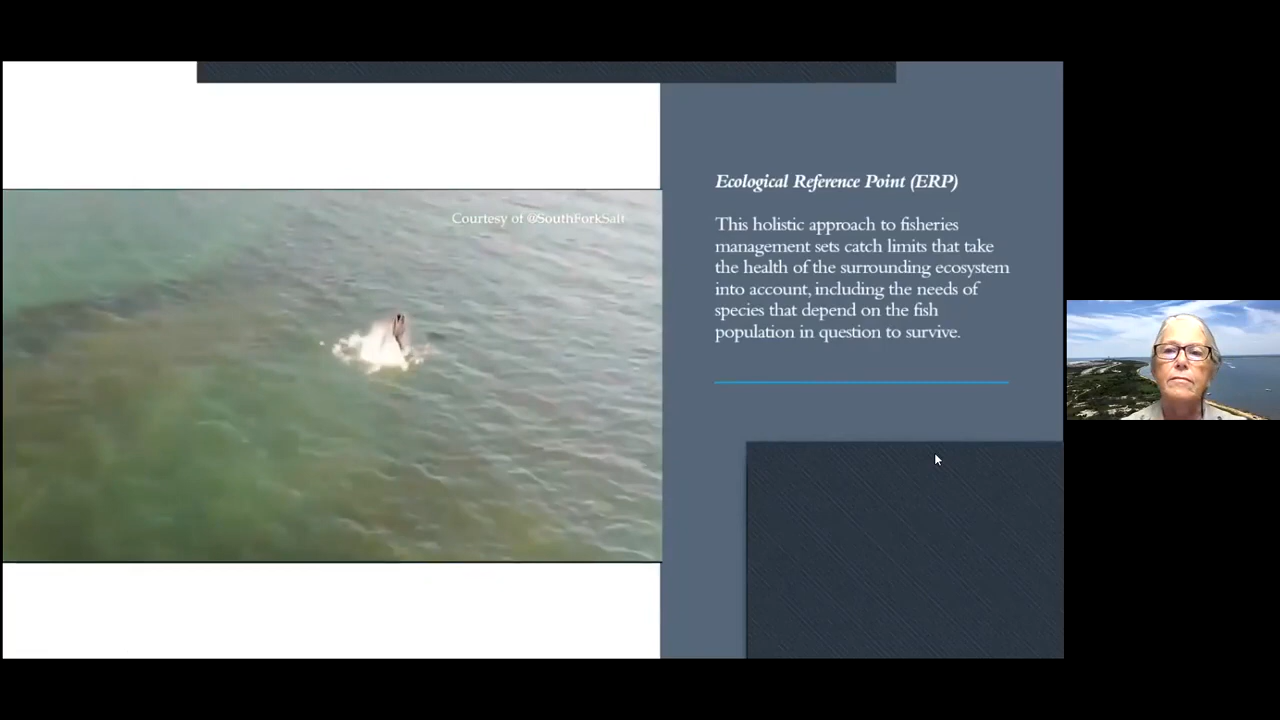 Courtesy of @SouthForkSalt
Ecological Reference Point (ERP)
This holistic approach to fisheries
management sets catch limits that take
the health of the surrounding ecosystem
into account, including the needs of
species that depend on the fish
population in question to survive.